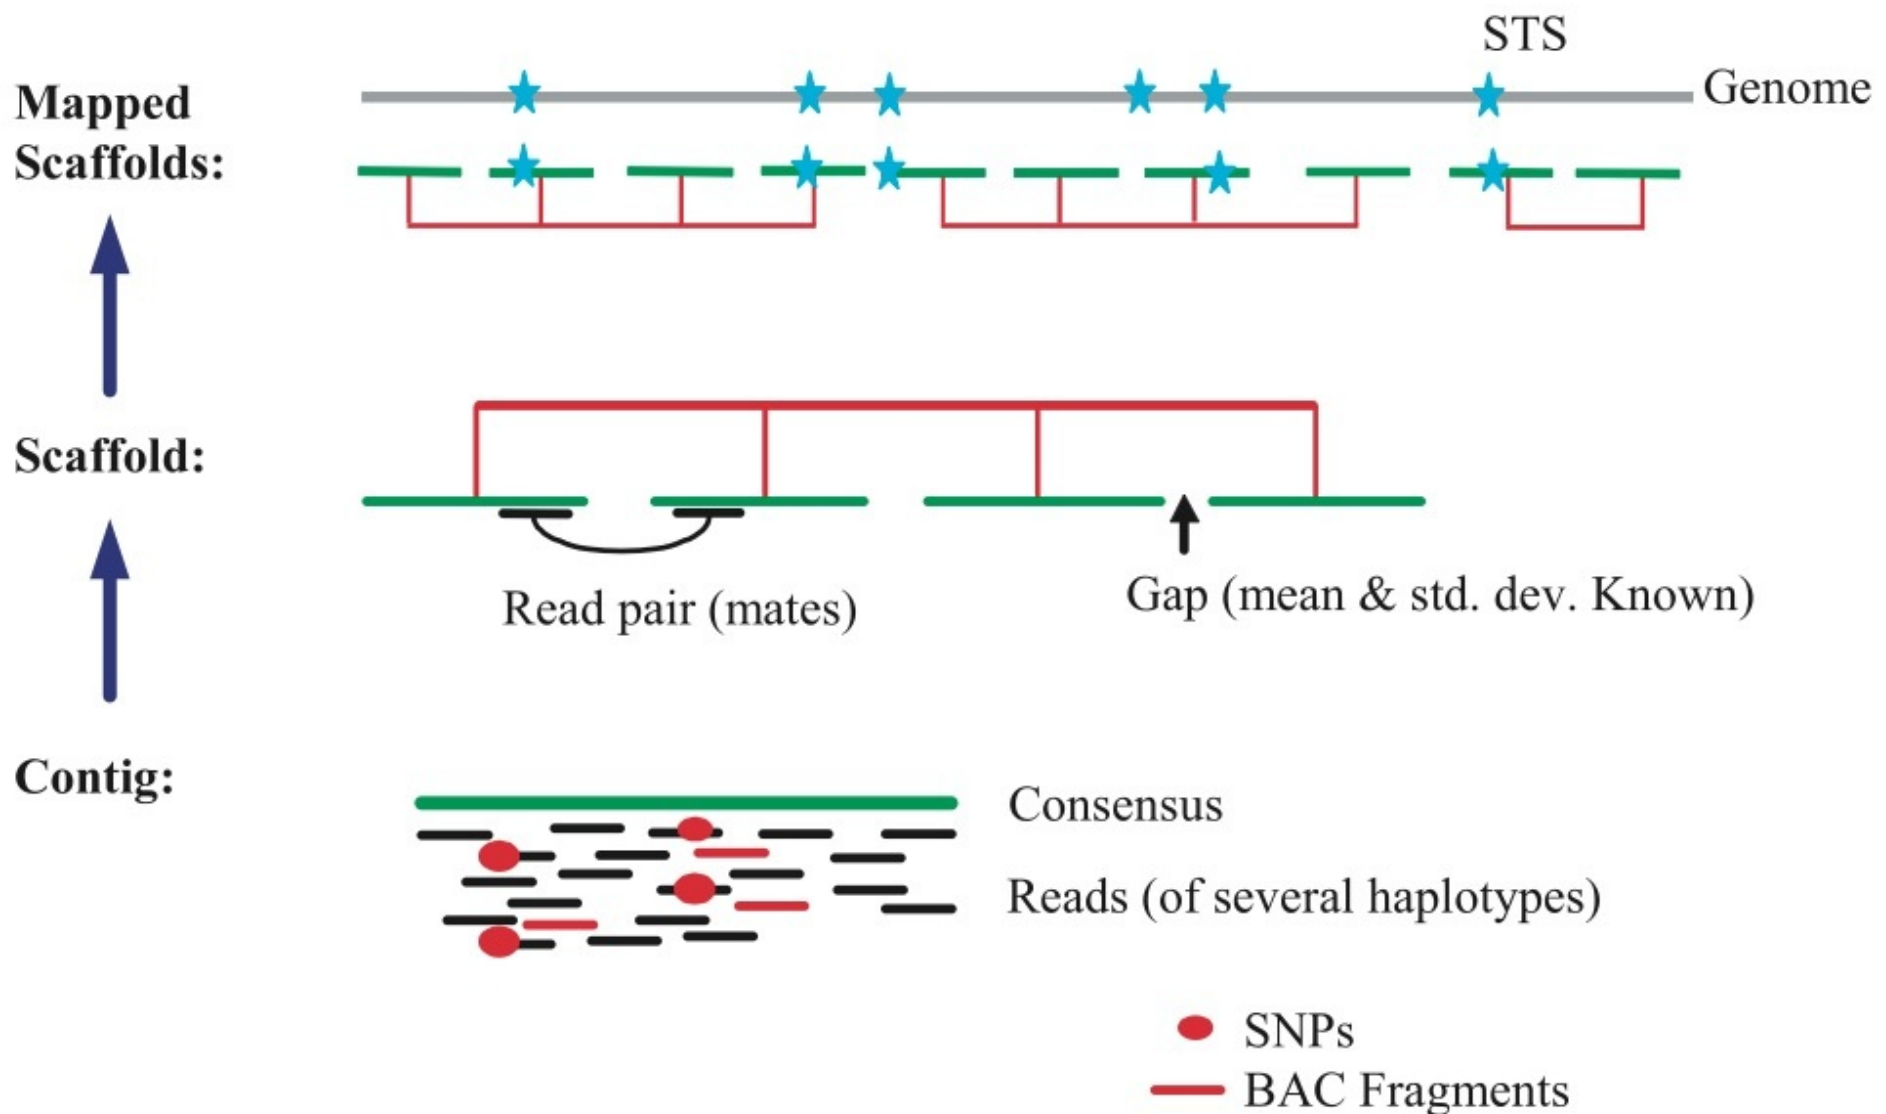 STS
Genome
Mapped
Scaffolds:
Scaffold:
Read pair (mates)
Gap (mean & std. dev. Known)
Contig:
Consensus
Reads (of several haplotypes)
SNPs
BAC Fragments